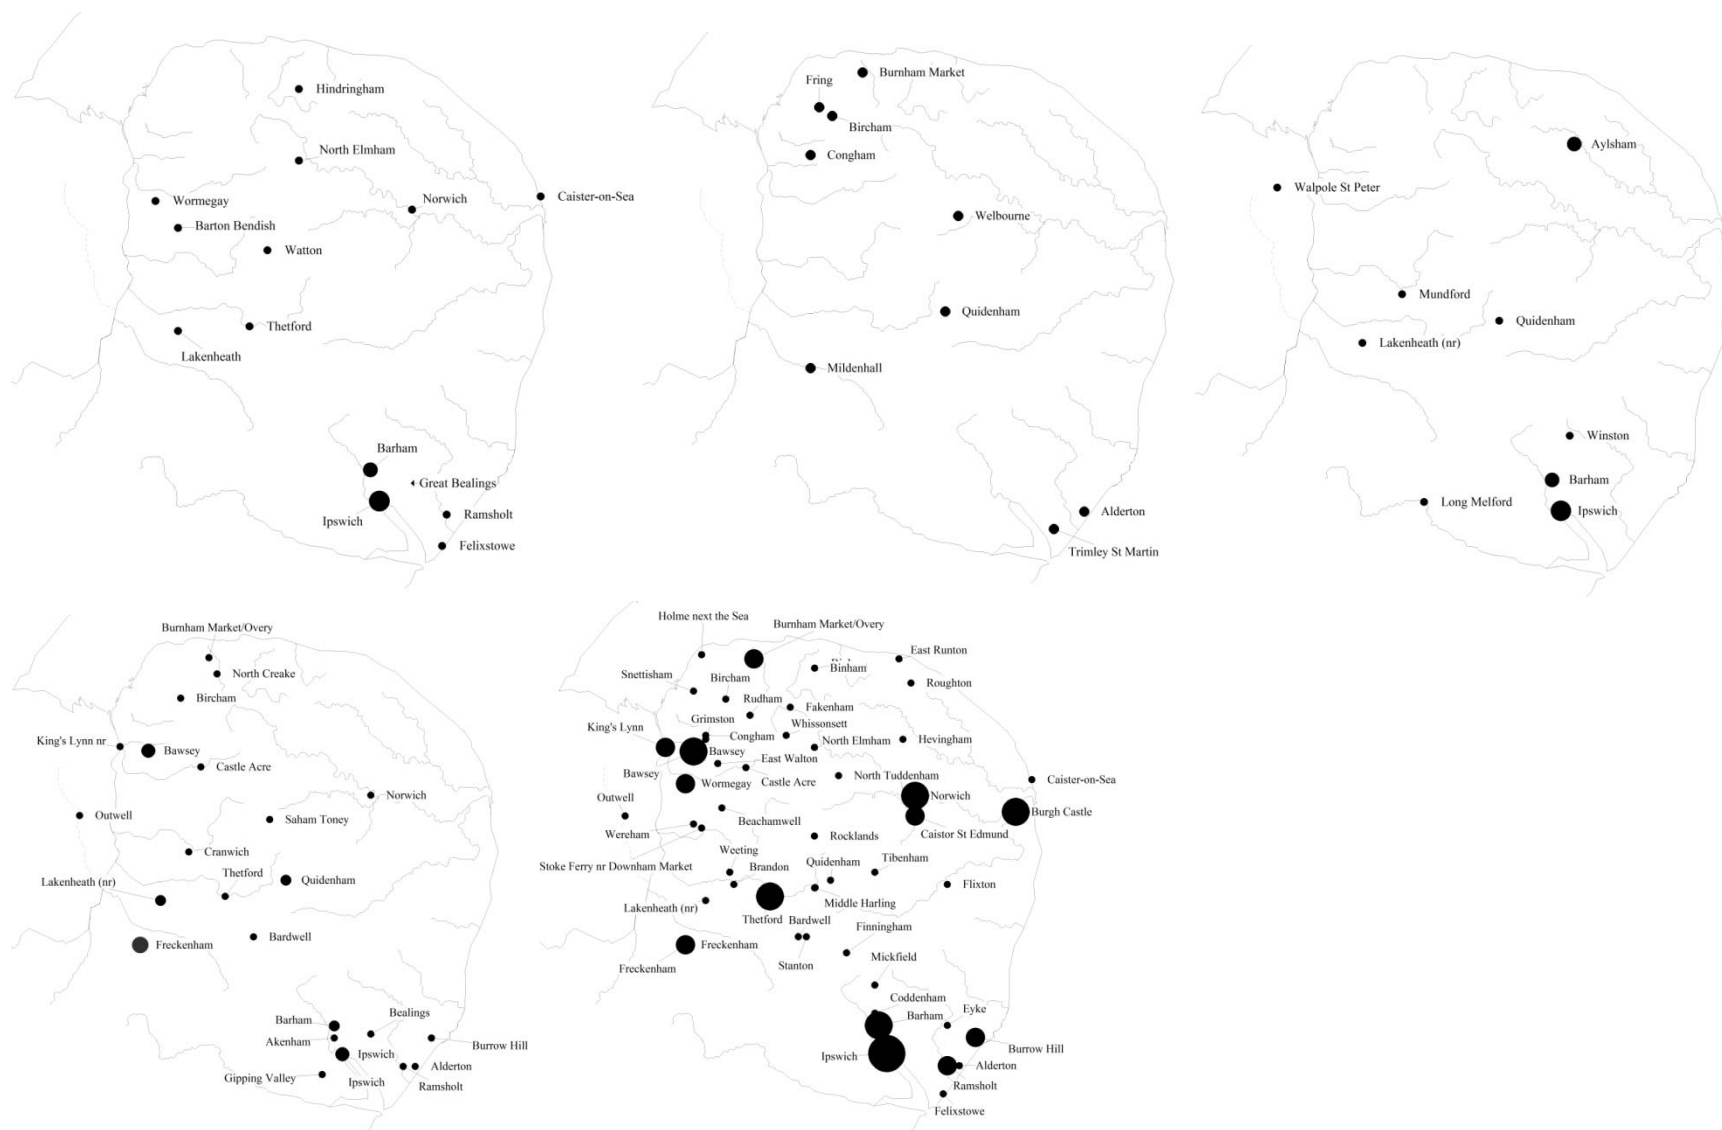 Hindringham
North Elmham
Wormegay
Norwich
Caister-on-Sea
Barton Bendish
Watton
Thetford
Lakenheath
Barham
Great Bealings
Ipswich
Ramsholt
Felixstowe
Fring
Burnham Market
Bircham
Congham
Welbourne
Quidenham
Mildenhall
Alderton
Trimley St Martin
Aylsham
Walpole St Peter
Mundford
Quidenham
Lakenheath (nr)
Winston
Barham
Long Melford
Ipswich
Burnham Market/Overy
North Creake
Bircham
King's Lynn nr
Bawsey
Castle Acre
Norwich
Outwell
Saham Toney
Cranwich
Thetford
Lakenheath (nr)
Quidenham
Bardwell
Freckenham
Barham
Bealings
Akenham
Ipswich
Burrow Hill
Gipping Valley
Ipswich
Alderton
Ramsholt
Holme next the Sea
Burnham Market/Overy
East Runton
Binham
Snettisham
Bircham
Roughton
Rudham
Fakenham
Grimston
Whissonsett
King's Lynn
Congham
North Elmham
Hevingham
Bawsey
East Walton
Bawsey
North Tuddenham
Caister-on-Sea
Wormegay
Castle Acre
Outwell
Norwich
Burgh Castle
Beachamwell
Wereham
Rocklands
Caistor St Edmund
Weeting
Stoke Ferry nr Downham Market
Brandon
Quidenham
Tibenham
Flixton
Lakenheath (nr)
Middle Harling
Thetford
Bardwell
Finningham
Freckenham
Freckenham
Stanton
Mickfield
Coddenham
Eyke
Barham
Ipswich
Burrow Hill
Alderton
Ramsholt
Felixstowe